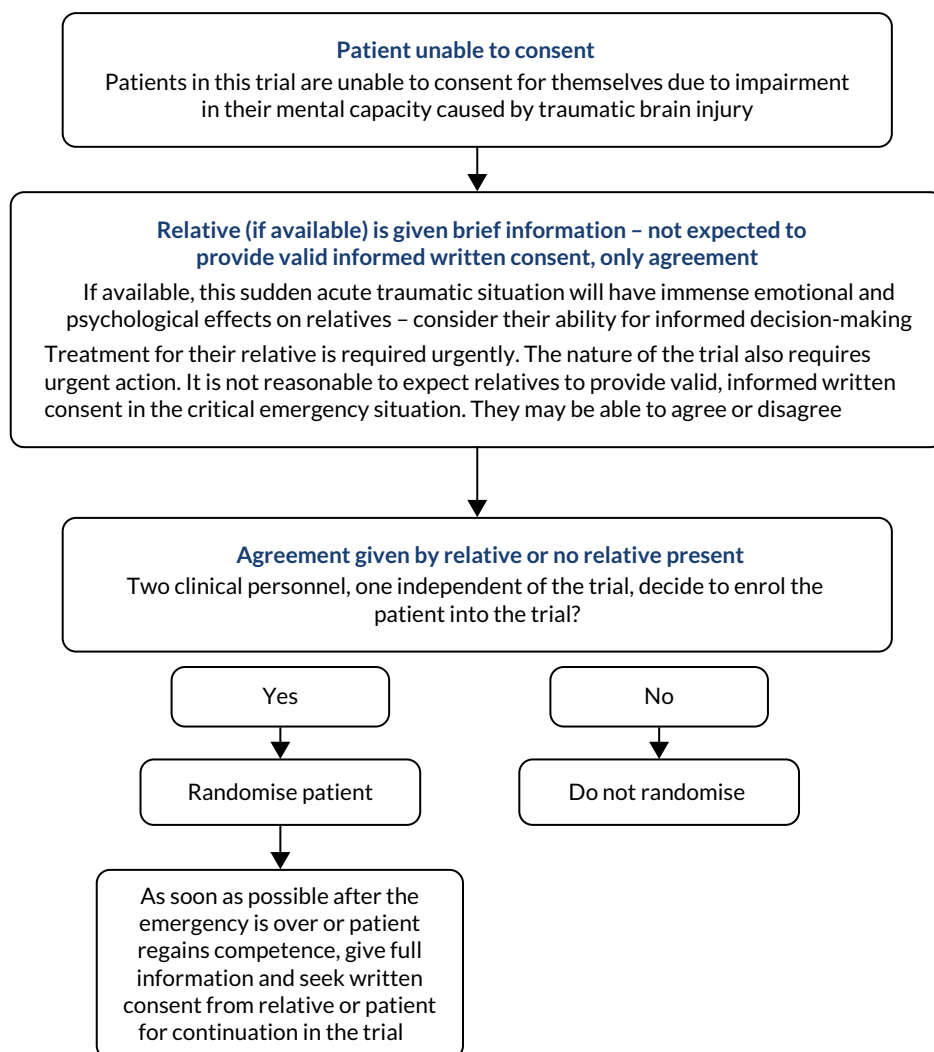 Patient unable to consent
Patients in this trial are unable to consent for themselves due to impairment
in their mental capacity caused by traumatic brain injury
Relative (if available) is given brief information – not expected to
provide valid informed written consent, only agreement
If available, this sudden acute traumatic situation will have immense emotional and
psychological effects on relatives – consider their ability for informed decision-making
Treatment for their relative is required urgently. The nature of the trial also requires
urgent action. It is not reasonable to expect relatives to provide valid, informed written
consent in the critical emergency situation. They may be able to agree or disagree
Agreement given by relative or no relative present
Two clinical personnel, one independent of the trial, decide to enrol the
patient into the trial?
Yes
No
Randomise patient
Do not randomise
As soon as possible after the
emergency is over or patient
regains competence, give full
information and seek written
consent from relative or patient
for continuation in the trial